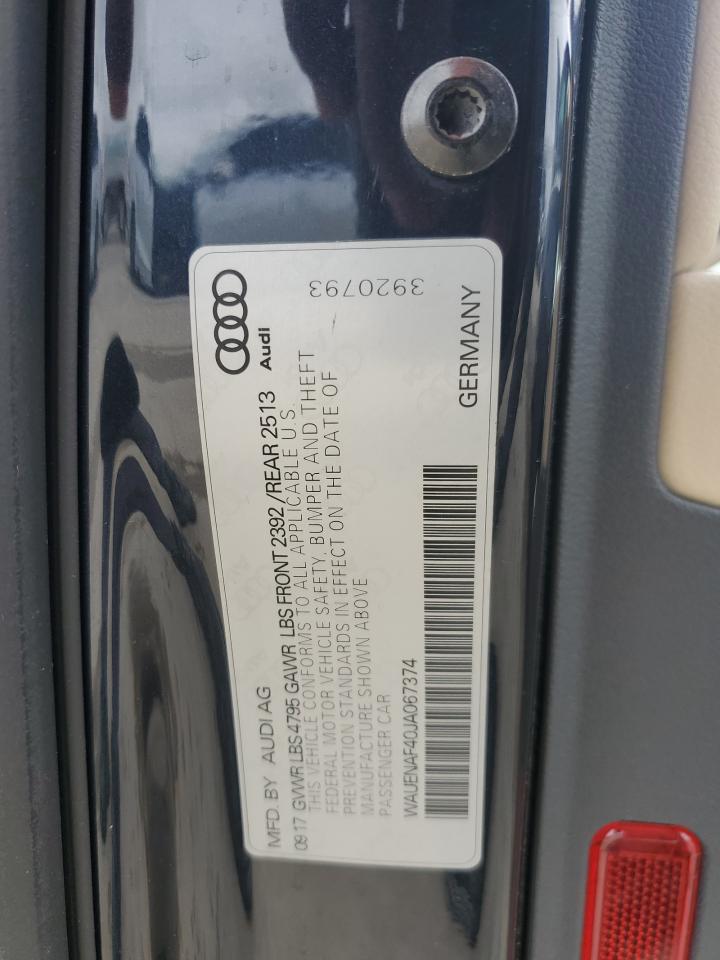 Audi
3920793
MFD. BY AUDI AG
09 17 GVWR LBS 4795 GAWR LBS FRONT 2392 /REAR 2513
THIS VEHICLE CONFORMS TO ALL APPLICABLE U.S.
FEDERAL MOTOR VEHICLE SAFETY, BUMPER AND THEFT
PREVENTION STANDARDS IN EFFECT ON THE DATE OF
MANUFACTURE SHOWN ABOVE
PASSENGER CAR
WAUENAF40JA067374
GERMANY